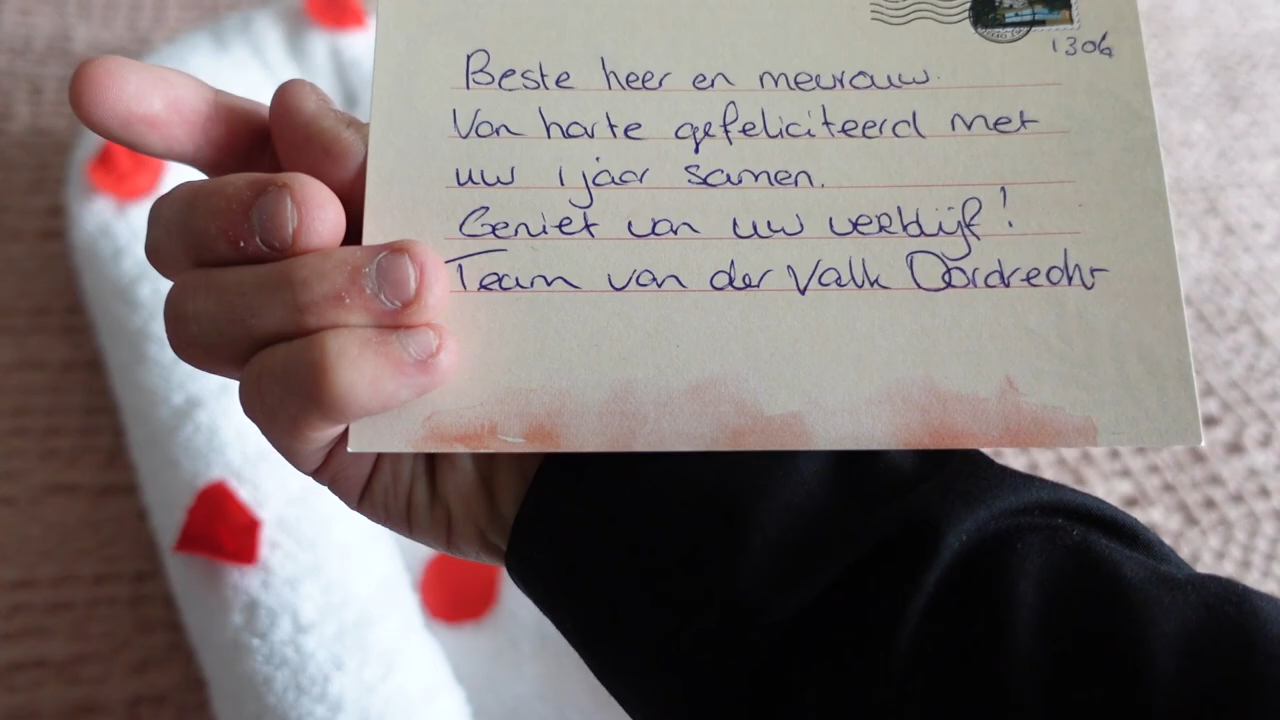 1306
Beste heer en mevrouw.
Van harte gefeliciteerd met
uw 1 jaar samen.
Geniet van uw verblijf!
Team van der Valk Dordrecht